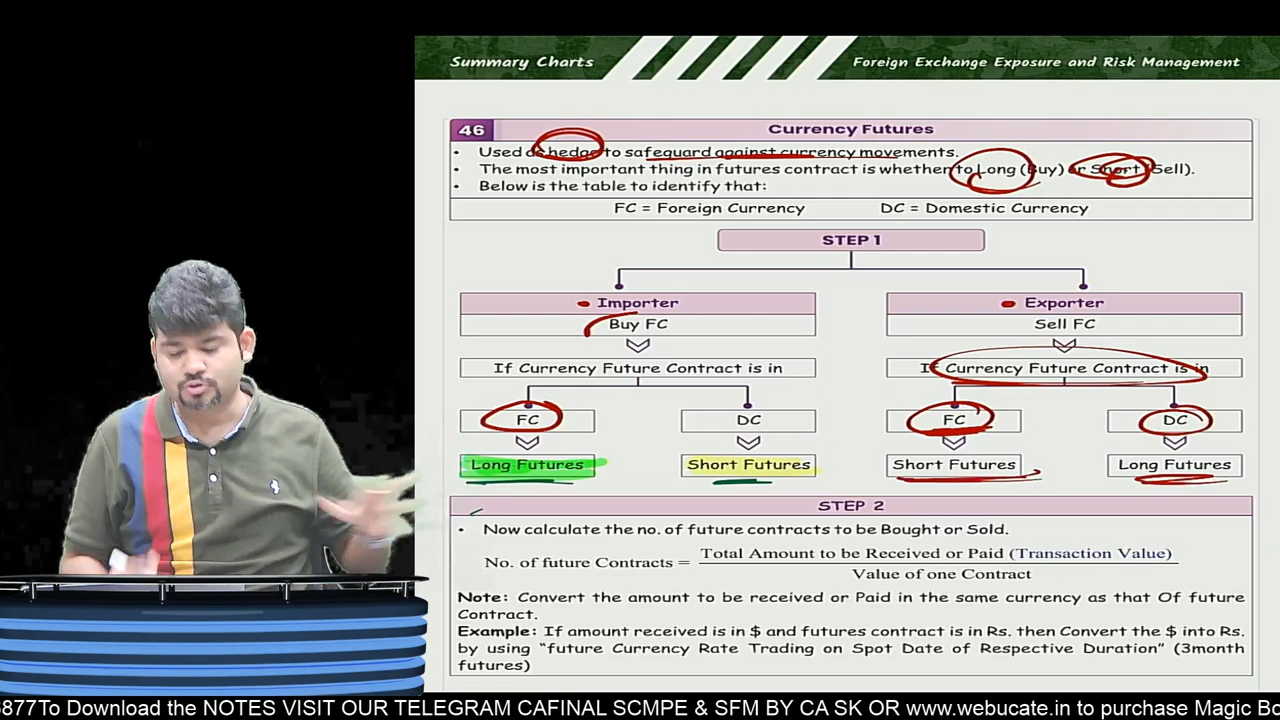 Summary Charts
Foreign Exchange Exposure and Risk Management
46
Currency Futures
• Used as hedge to safeguard against currency movements.
• The most important thing in futures contract is whether to Long (Buy) or Short (Sell).
• Below is the table to identify that:
FC = Foreign Currency DC = Domestic Currency
STEP 1
Importer
Exporter
Buy FC
Sell FC
If Currency Future Contract is in
If Currency Future Contract is in
FC
DC
FC
DC
Long Futures
Short Futures
Short Futures
Long Futures
STEP 2
• Now calculate the no. of future contracts to be Bought or Sold.
No. of future Contracts = Total Amount to be Received or Paid (Transaction Value)
Value of one Contract
Note: Convert the amount to be received or Paid in the same currency as that Of future
Contract.
Example: If amount received is in $ and futures contract is in Rs. then Convert the $ into Rs.
by using "future Currency Rate Trading on Spot Date of Respective Duration" (3month
futures)
6877To Download the NOTES VISIT OUR TELEGRAM CAFINAL SCMPE & SFM BY CA SK OR www.webucate.in to purchase Magic Bo